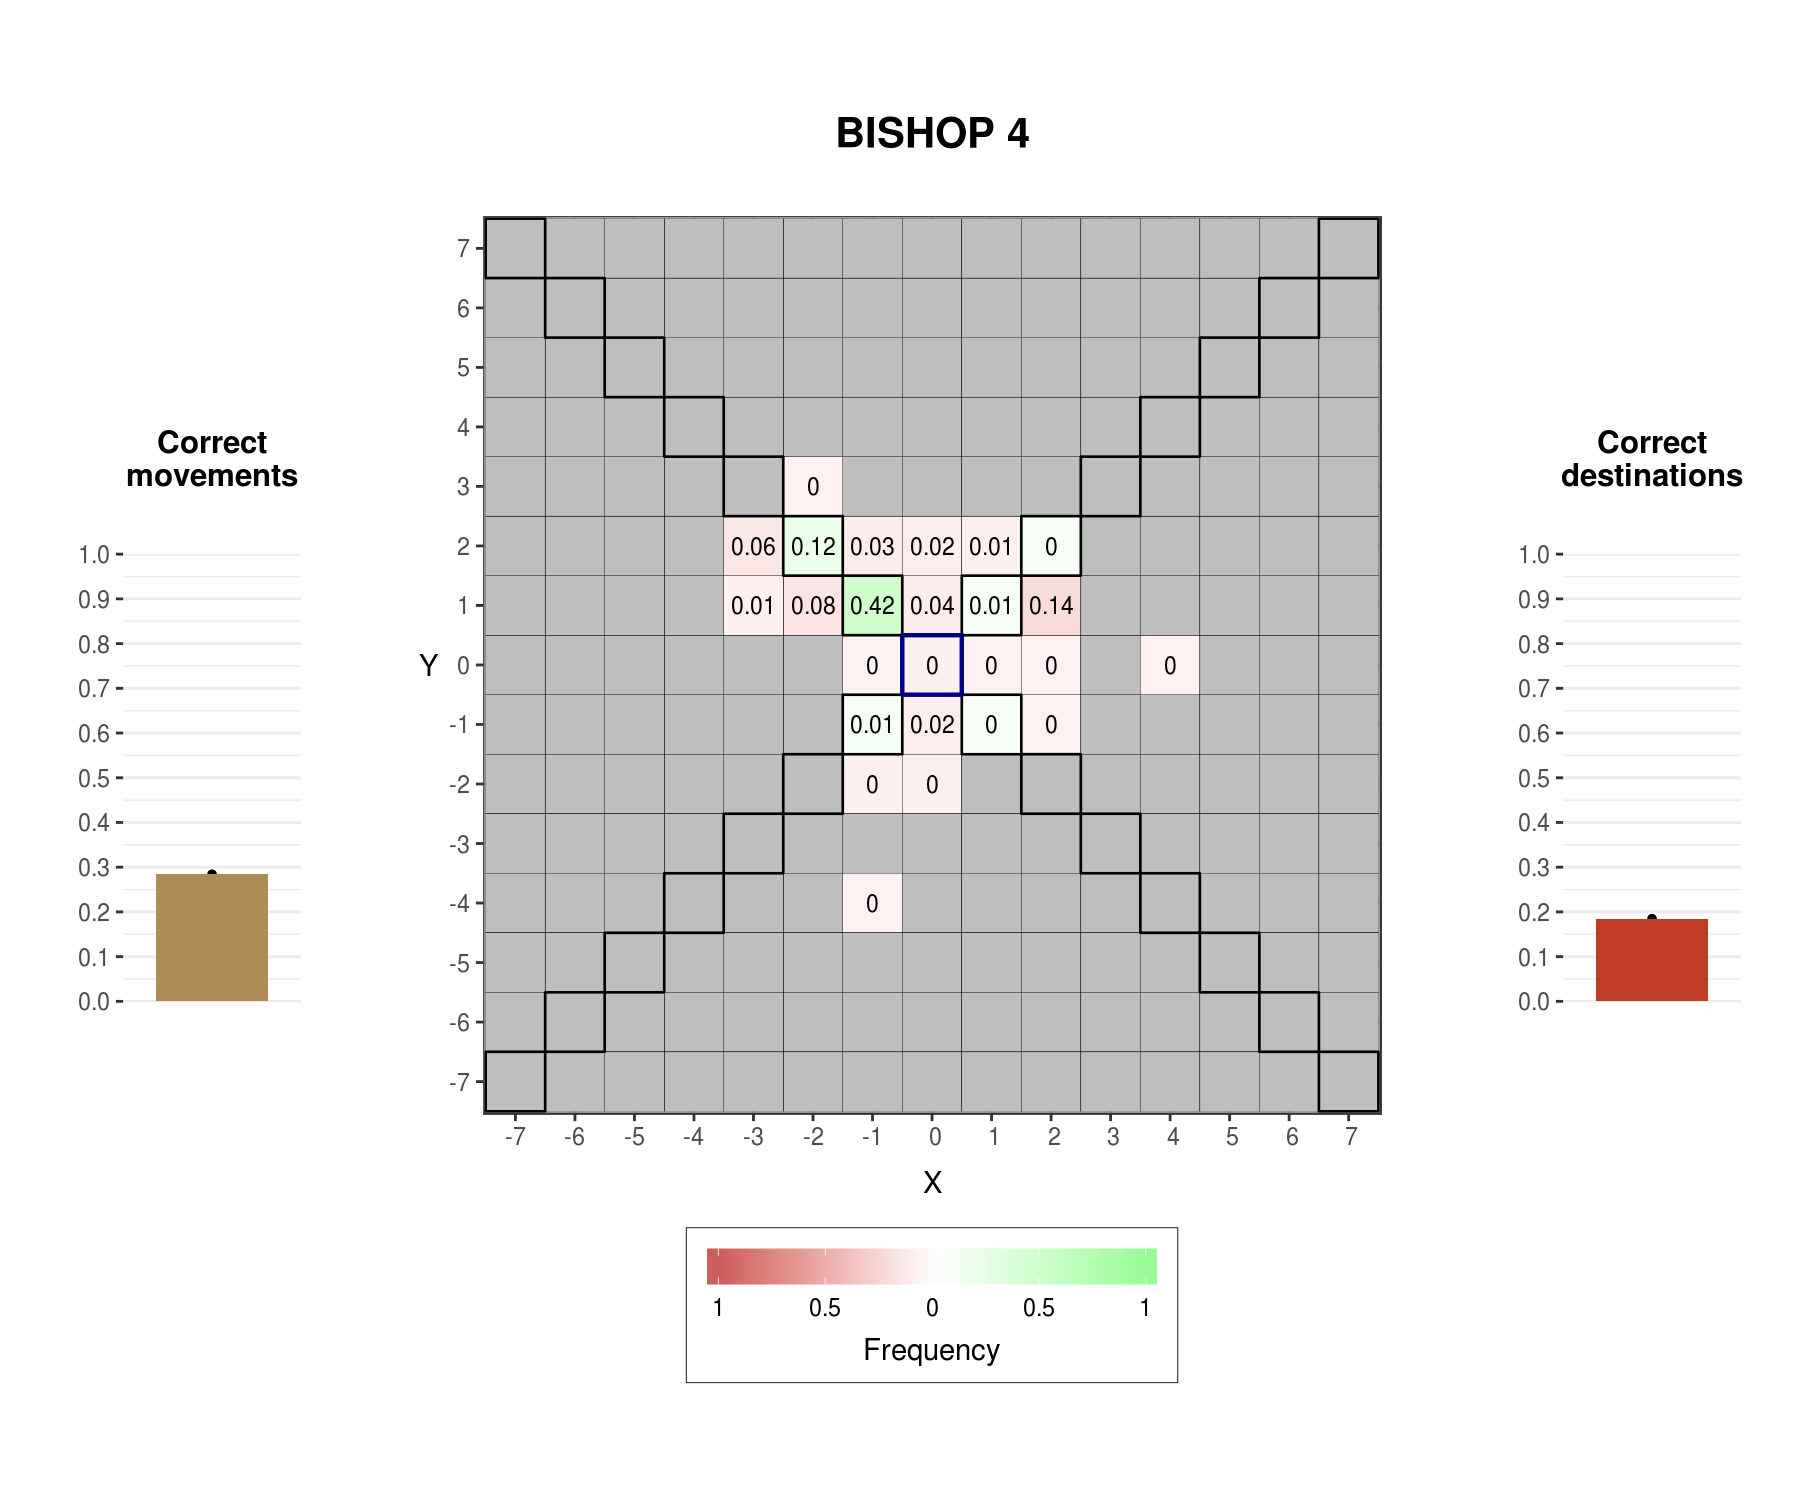 BISHOP 4
Correct
movements
1.0
0.9
0.8
0.7
0.6
0.5
0.4
0.3
0.2
0.1
0.0
Y
7
6
5
4
3 0
2 0.06 0.12 0.03 0.02 0.01 0
1 0.01 0.08 0.42 0.04 0.01 0.14
0 0 0 0 0 0
-1 0.01 0.02 0 0
-2 0 0
-3
-4 0
-5
-6
-7
-7 -6 -5 -4 -3 -2 -1 0 1 2 3 4 5 6 7
X
1 0.5 0 0.5 1
Frequency
Correct
destinations
1.0
0.9
0.8
0.7
0.6
0.5
0.4
0.3
0.2
0.1
0.0